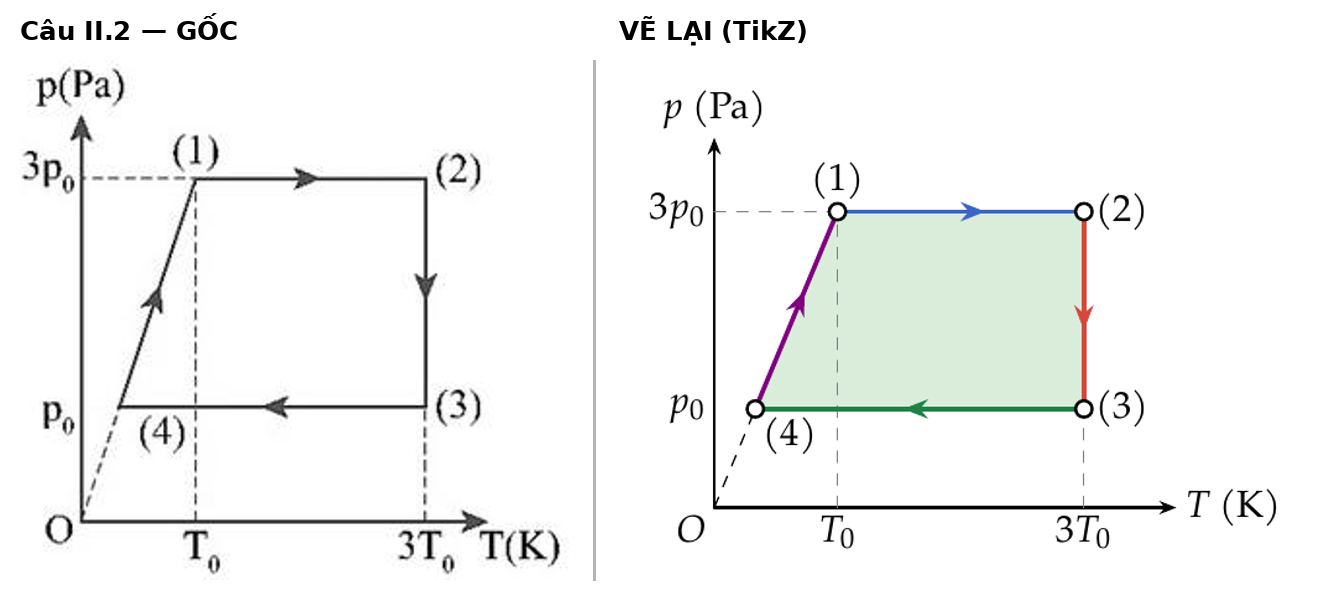 Câu II.2 — GỐC
p(Pa)
3p₀
(1)
(2)
p₀
(4)
(3)
O
T₀
3T₀
T(K)
VẼ LẠI (TikZ)
p (Pa)
3p₀
(1)
(2)
p₀
(4)
(3)
O
T₀
3T₀
T (K)